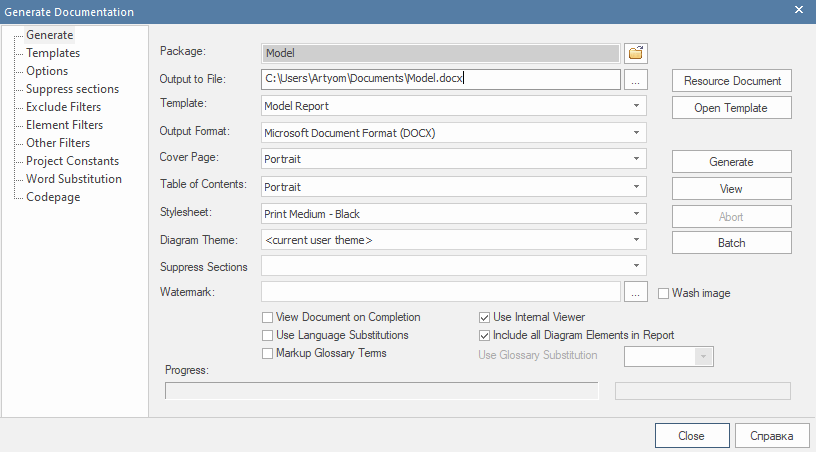 Generate Documentation
Generate
Templates
Options
Suppress sections
Exclude Filters
Element Filters
Other Filters
Project Constants
Word Substitution
Codepage
Package: Model
Output to File: C:\Users\Artyom\Documents\Model.docx ... Resource Document
Template: Model Report Open Template
Output Format: Microsoft Document Format (DOCX)
Cover Page: Portrait Generate
Table of Contents: Portrait View
Stylesheet: Print Medium - Black Abort
Diagram Theme: <current user theme> Batch
Suppress Sections
Watermark: ... Wash image
View Document on Completion Use Internal Viewer
Use Language Substitutions Include all Diagram Elements in Report
Markup Glossary Terms Use Glossary Substitution
Progress:
Close Справка